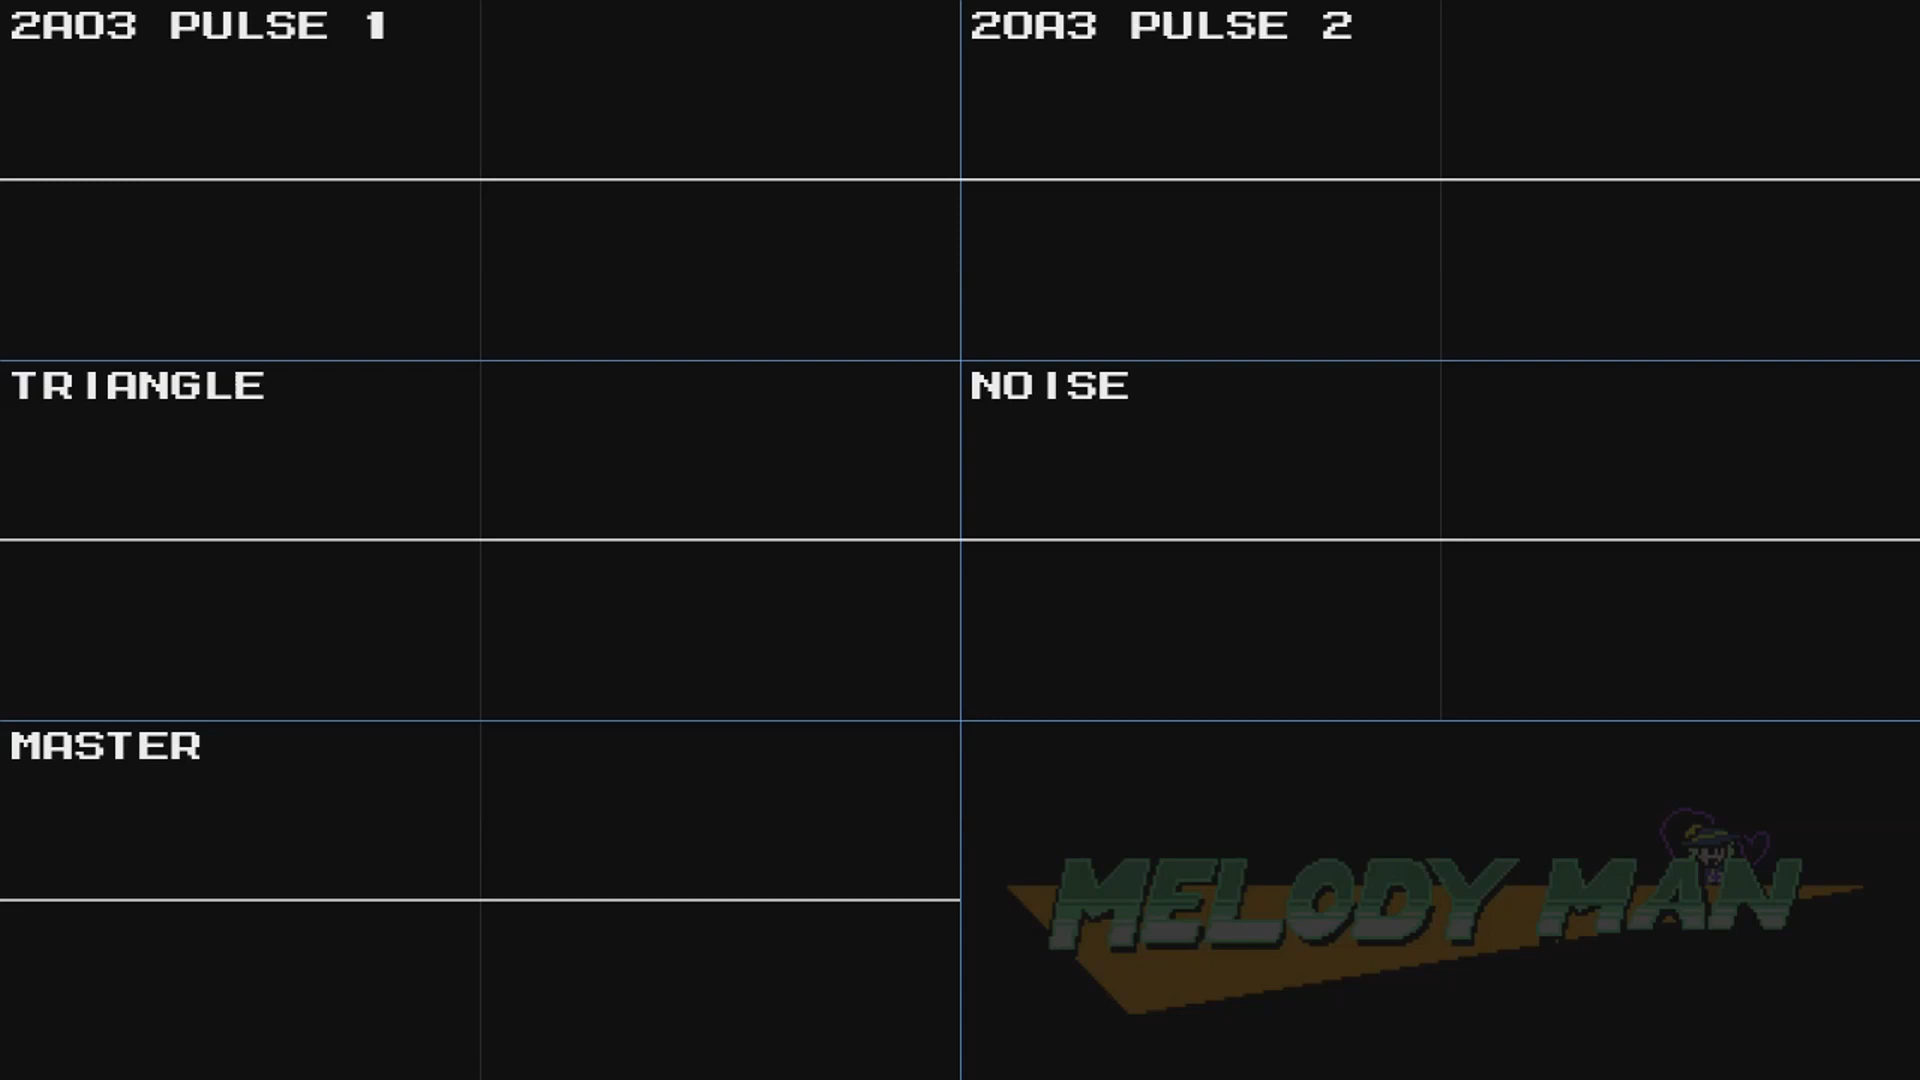 2A03 PULSE 1
20A3 PULSE 2
TRIANGLE
NOISE
MASTER
MELODY MAN